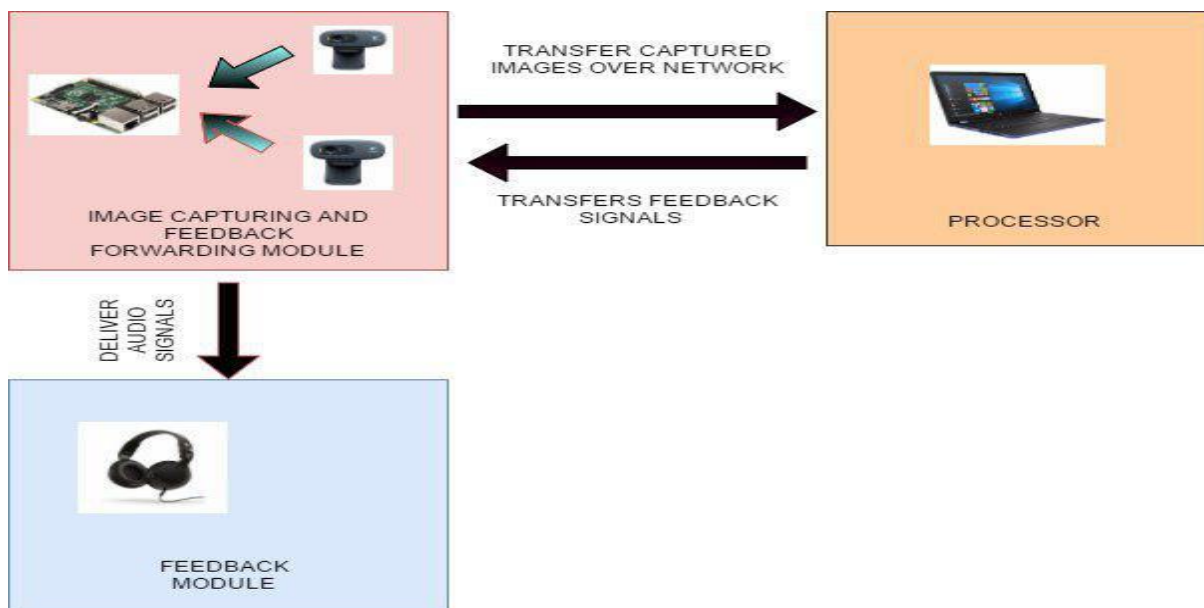 TRANSFER CAPTURED
IMAGES OVER NETWORK
TRANSFERS FEEDBACK
SIGNALS
IMAGE CAPTURING AND
FEEDBACK
FORWARDING MODULE
PROCESSOR
DELIVER
AUDIO
SIGNALS
FEEDBACK
MODULE